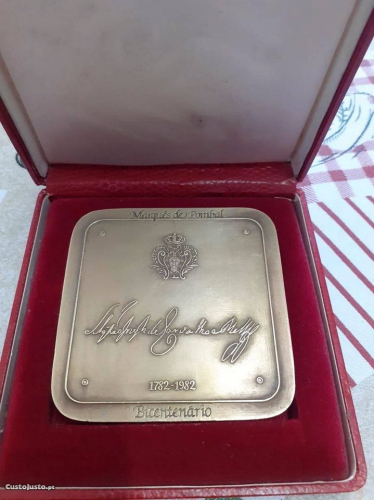 Marquês de Pombal
1782-1982
Bicentenário
CustoJusto.pt